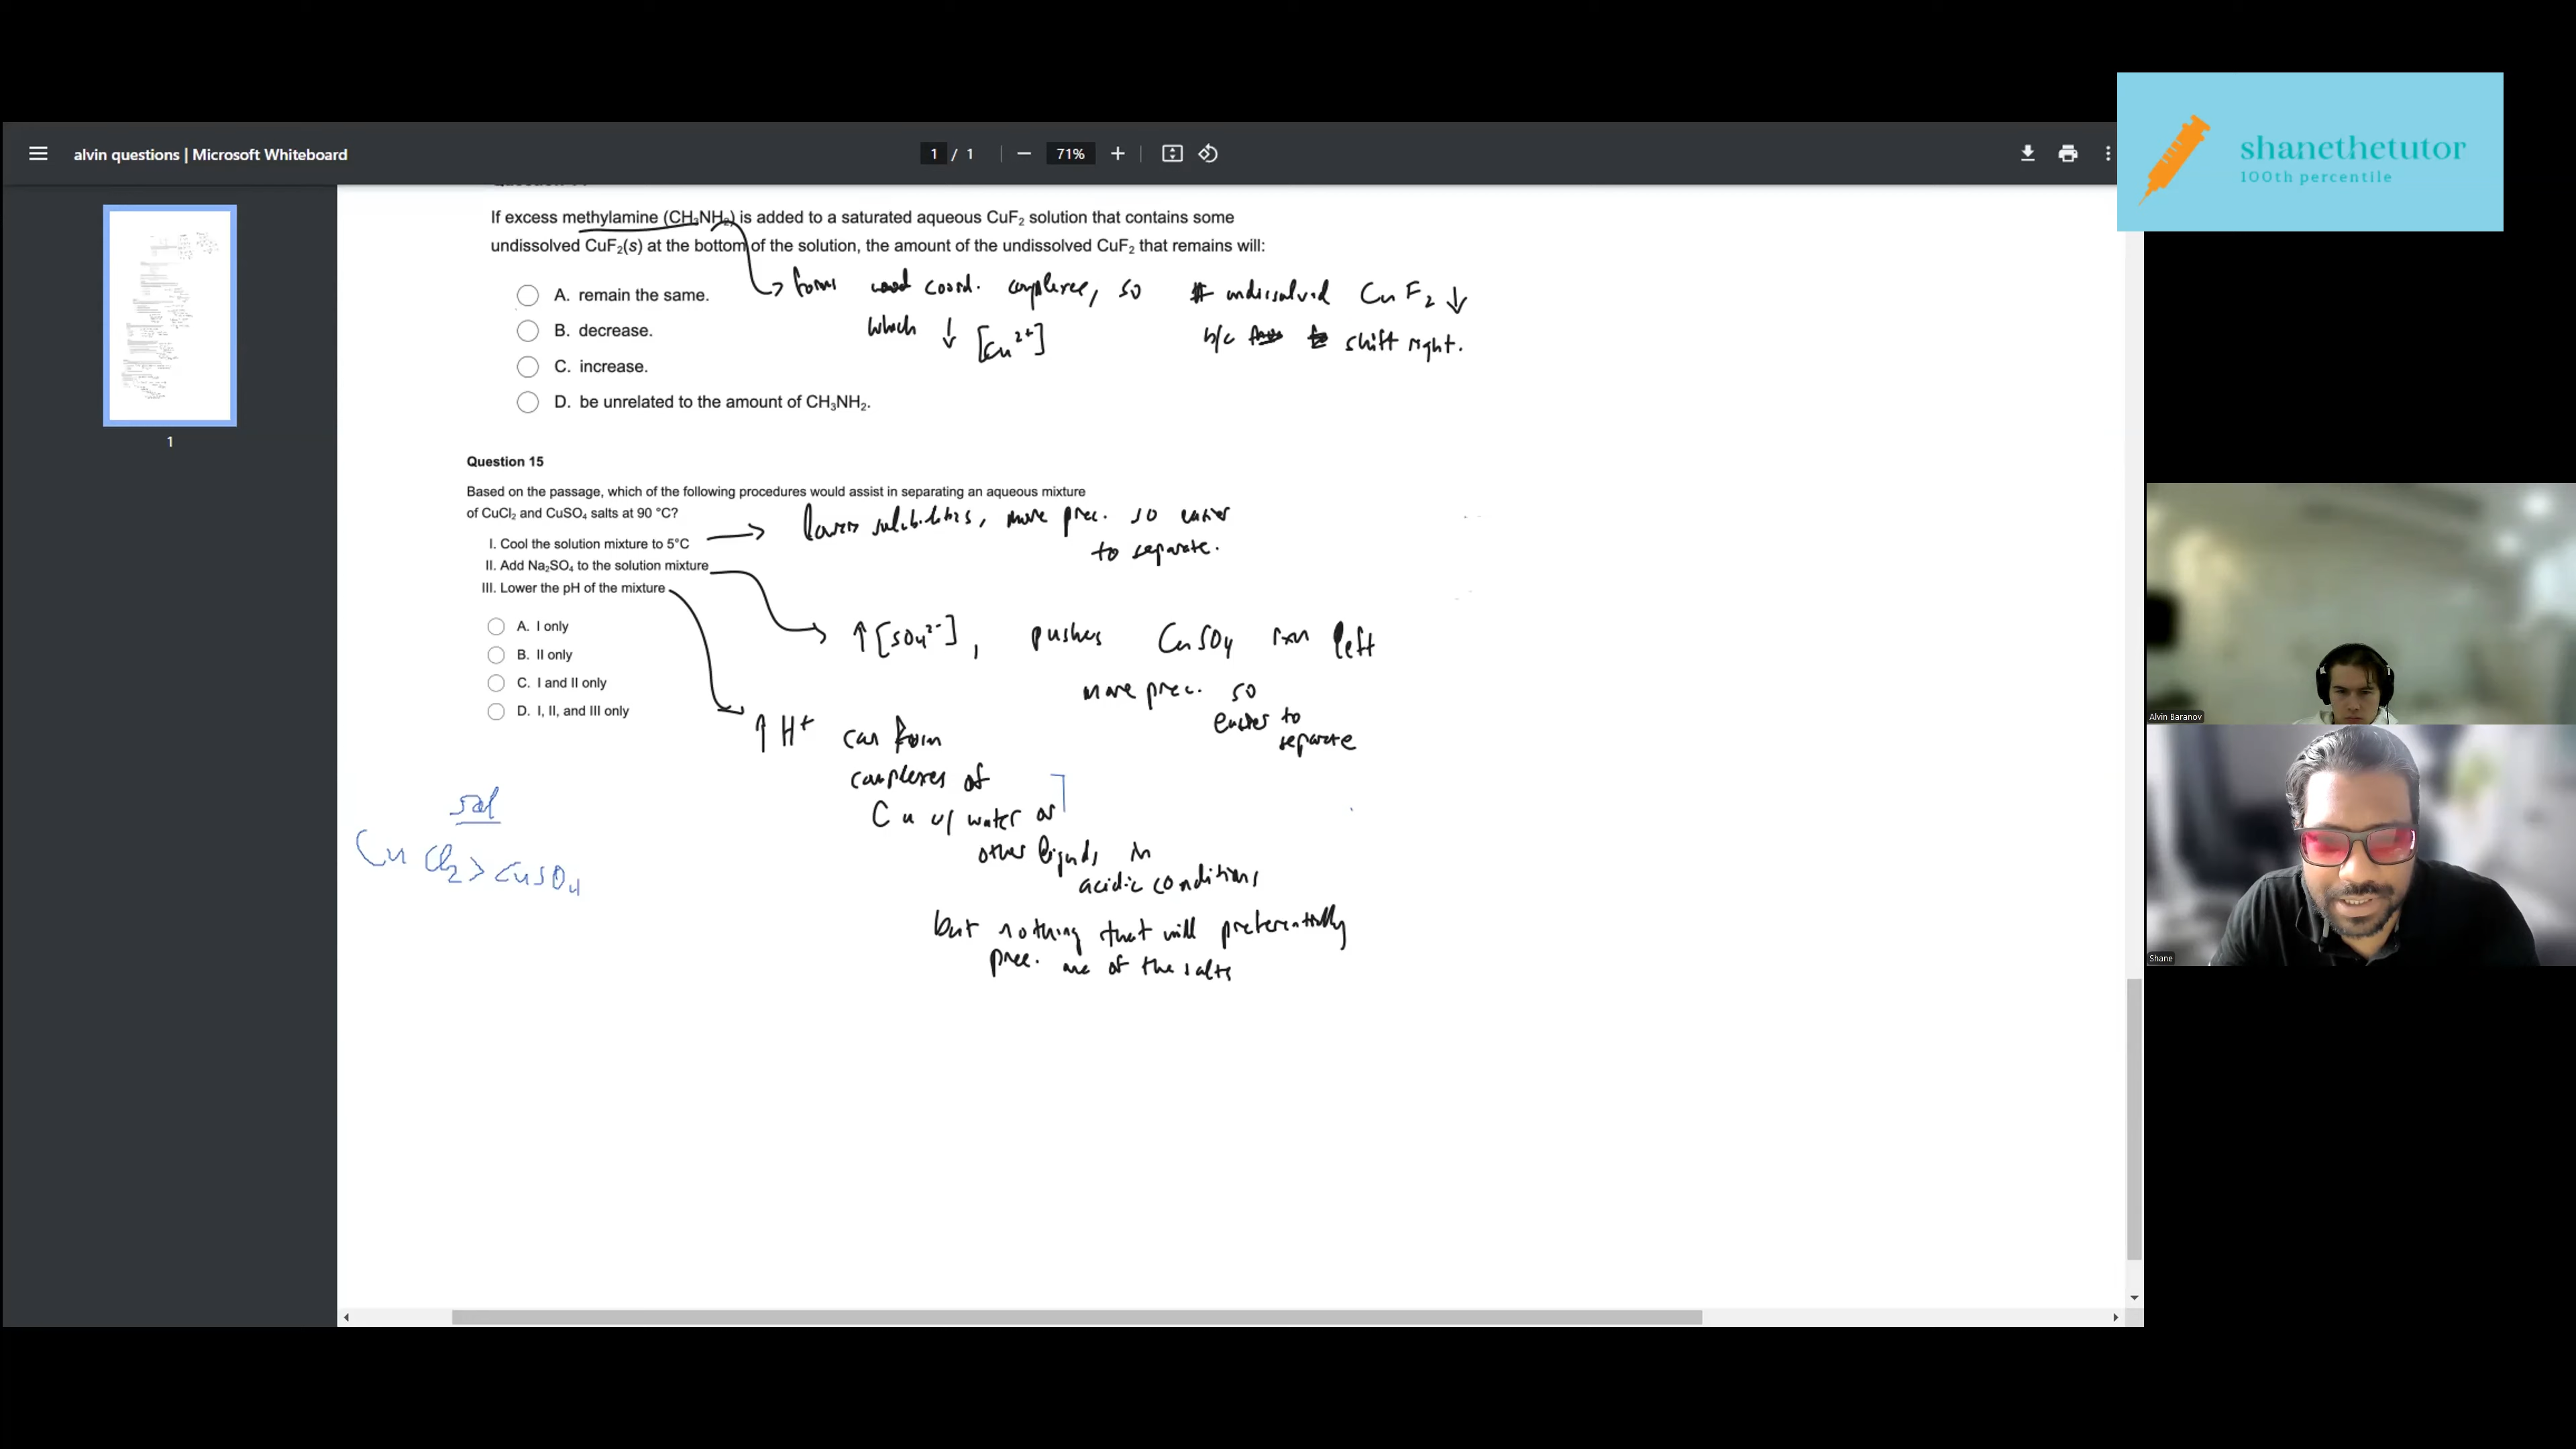 alvin questions | Microsoft Whiteboard
1 / 1
71%
shanethetutor
100th percentile
1
If excess methylamine (CH₃NH₂) is added to a saturated aqueous CuF₂ solution that contains some
undissolved CuF₂(s) at the bottom of the solution, the amount of the undissolved CuF₂ that remains will:
A. remain the same.
B. decrease.
C. increase.
D. be unrelated to the amount of CH₃NH₂.
forms coord. complexes, so
which ↓ [Cu²⁺]
# undissolved CuF₂ ↓
b/c shift right.
Question 15
Based on the passage, which of the following procedures would assist in separating an aqueous mixture
of CuCl₂ and CuSO₄ salts at 90 °C?
I. Cool the solution mixture to 5°C
II. Add Na₂SO₄ to the solution mixture
III. Lower the pH of the mixture
A. I only
B. II only
C. I and II only
D. I, II, and III only
lowers solubilities, more prec. so easier
to separate.
↑ [SO₄²⁻], pushes CuSO₄ rxn left
more prec. so
easier to
separate
↑ H⁺ can form
complexes of
Cu w/ water or
other ligands in
acidic conditions
but nothing that will preferentially
prec. one of the salts
sol
CuCl₂ > CuSO₄
Alvin Baranov
Shane